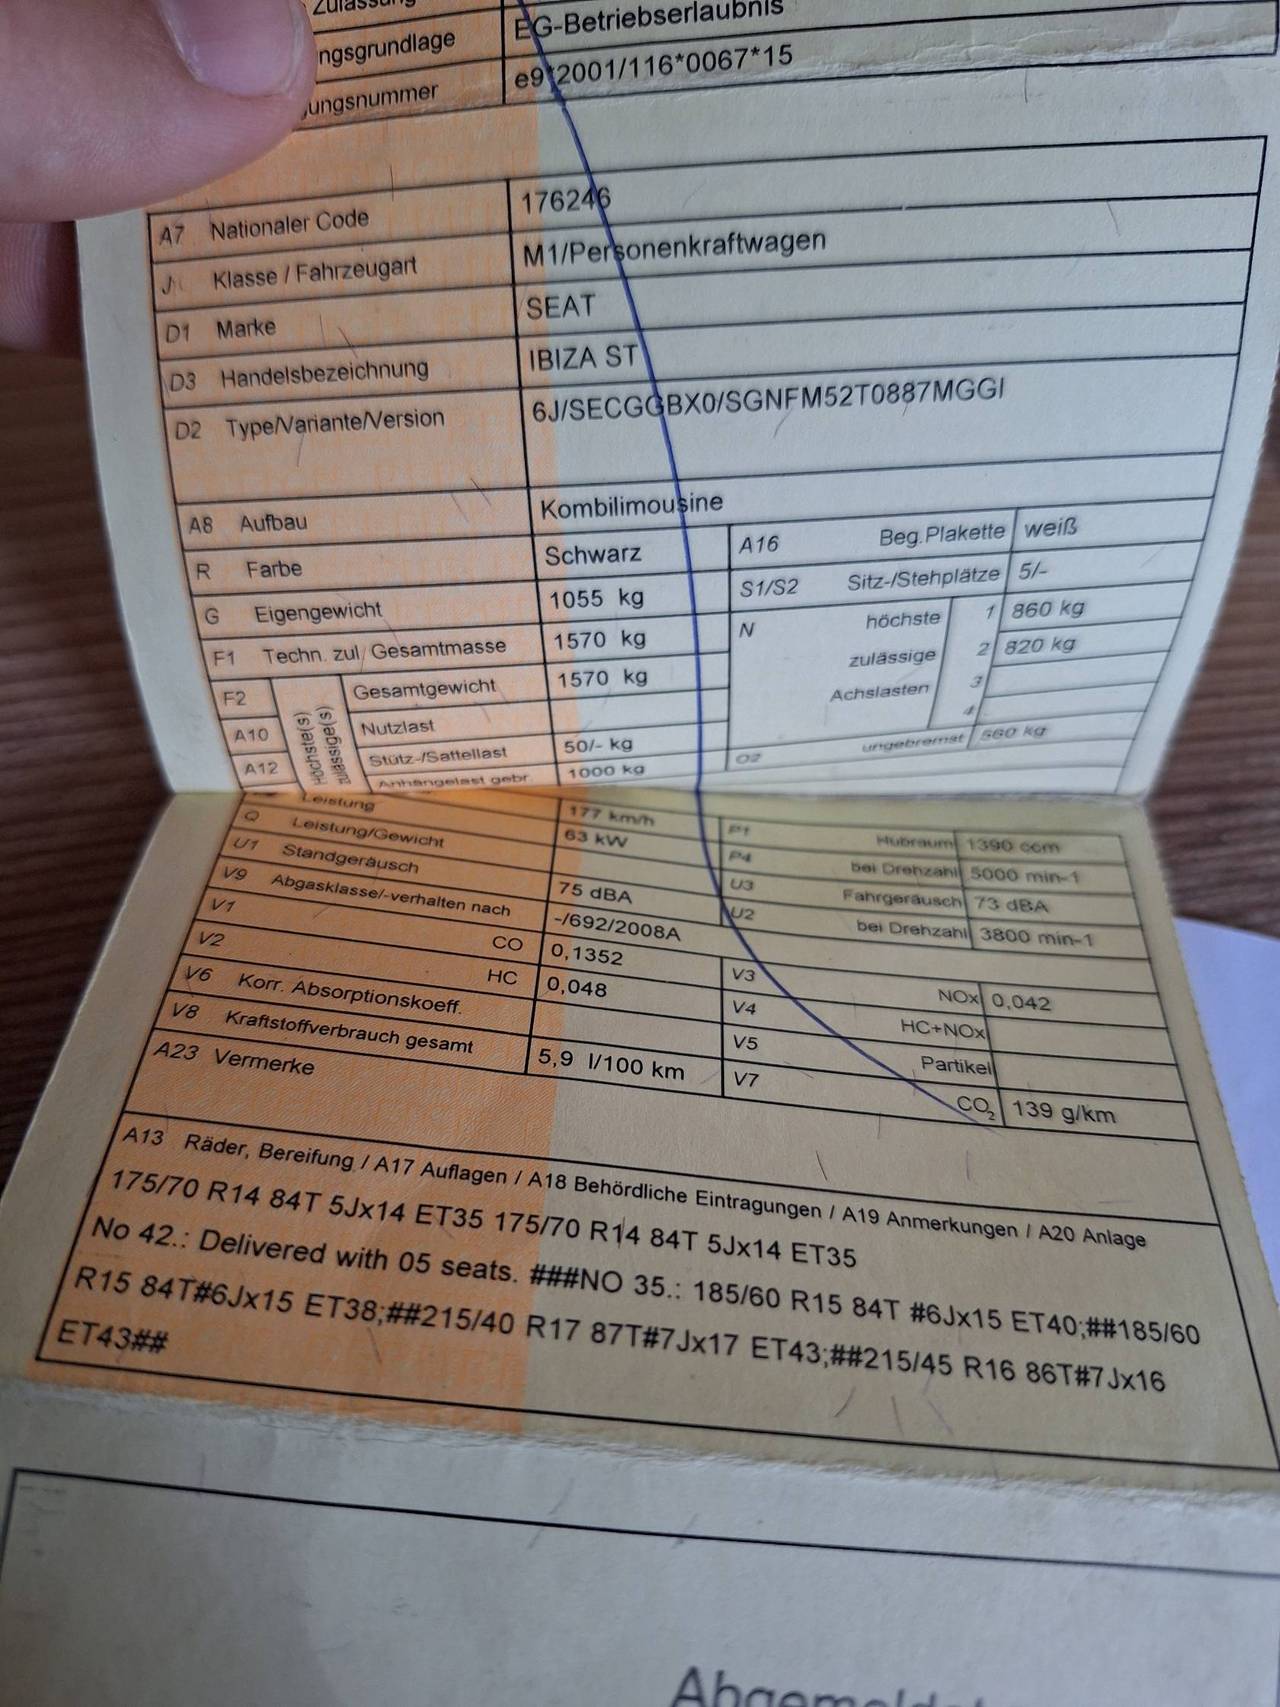 Zulassung
ngsgrundlage EG-Betriebserlaubnis
ungsnummer e9*2001/116*0067*15
A7 Nationaler Code 176246
J Klasse / Fahrzeugart M1/Personenkraftwagen
D1 Marke SEAT
D3 Handelsbezeichnung IBIZA ST
D2 Type/Variante/Version 6J/SECGGBX0/SGNFM52T0887MGGI
A8 Aufbau Kombilimousine
R Farbe Schwarz A16 Beg.Plakette weiß
G Eigengewicht 1055 kg S1/S2 Sitz-/Stehplätze 5/-
F1 Techn. zul. Gesamtmasse 1570 kg N höchste zulässige Achslasten 1 860 kg
F2 Höchste(s) zulässige(s) Gesamtgewicht 1570 kg 2 820 kg
A10 Nutzlast 3
A12 Stütz-/Sattellast 50/- kg 4
Anhängelast gebr. 1000 kg O2 ungebremst 560 kg
Leistung 177 km/h P1 Hubraum 1390 ccm
Q Leistung/Gewicht 63 kW P4 bei Drehzahl 5000 min-1
U1 Standgeräusch 75 dBA U3 Fahrgeräusch 73 dBA
V9 Abgasklasse/-verhalten nach -/692/2008A U2 bei Drehzahl 3800 min-1
V1 CO 0,1352 V3 NOx 0,042
V2 HC 0,048 V4 HC+NOx
V6 Korr. Absorptionskoeff. V5 Partikel
V8 Kraftstoffverbrauch gesamt 5,9 l/100 km V7 CO2 139 g/km
A23 Vermerke
A13 Räder, Bereifung / A17 Auflagen / A18 Behördliche Eintragungen / A19 Anmerkungen / A20 Anlage
175/70 R14 84T 5Jx14 ET35 175/70 R14 84T 5Jx14 ET35
No 42.: Delivered with 05 seats. ###NO 35.: 185/60 R15 84T #6Jx15 ET40;##185/60
R15 84T#6Jx15 ET38;##215/40 R17 87T#7Jx17 ET43;##215/45 R16 86T#7Jx16
ET43##